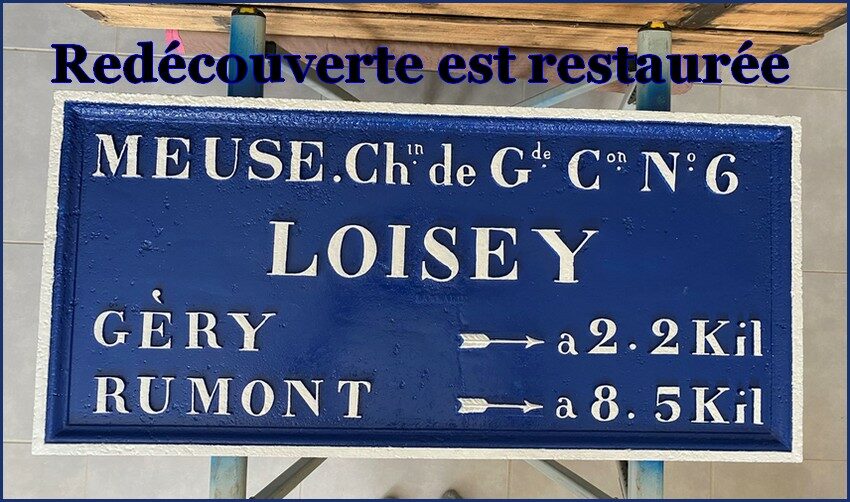 Redécouverte est restaurée
MEUSE. Chin. de Gde. Con. No. 6
LOISEY
GÈRY → a 2.2 Kil
RUMONT → a 8.5 Kil